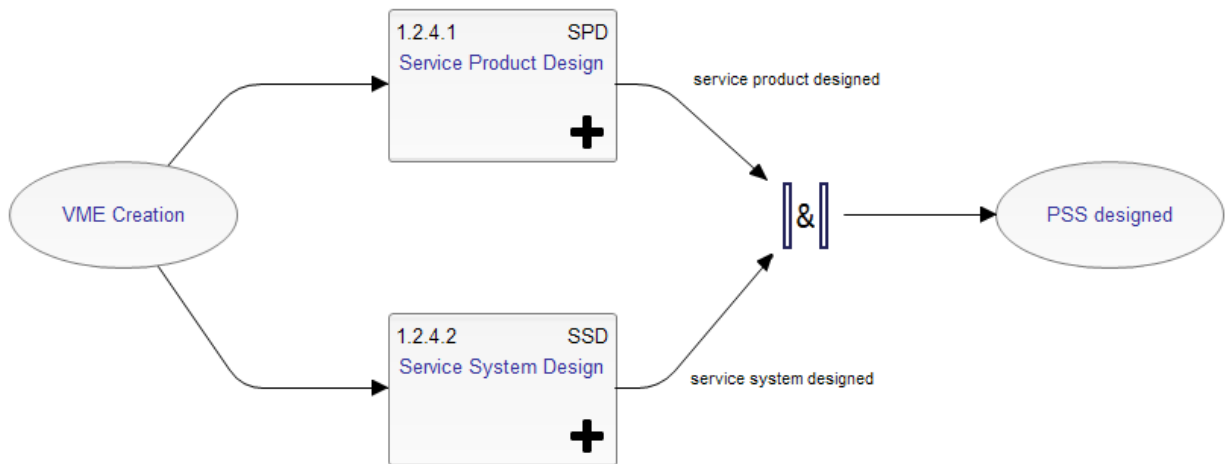 1.2.4.1 SPD
Service Product Design
service product designed
VME Creation
&
PSS designed
1.2.4.2 SSD
Service System Design
service system designed